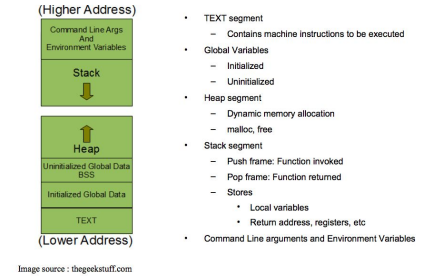 (Higher Address)
Command Line Args
And
Environment Variables
Stack
Heap
Uninitialized Global Data
BSS
Initialized Global Data
TEXT
(Lower Address)
Image source : thegeekstuff.com
• TEXT segment
– Contains machine instructions to be executed
• Global Variables
– Initialized
– Uninitialized
• Heap segment
– Dynamic memory allocation
– malloc, free
• Stack segment
– Push frame: Function invoked
– Pop frame: Function returned
– Stores
• Local variables
• Return address, registers, etc
• Command Line arguments and Environment Variables